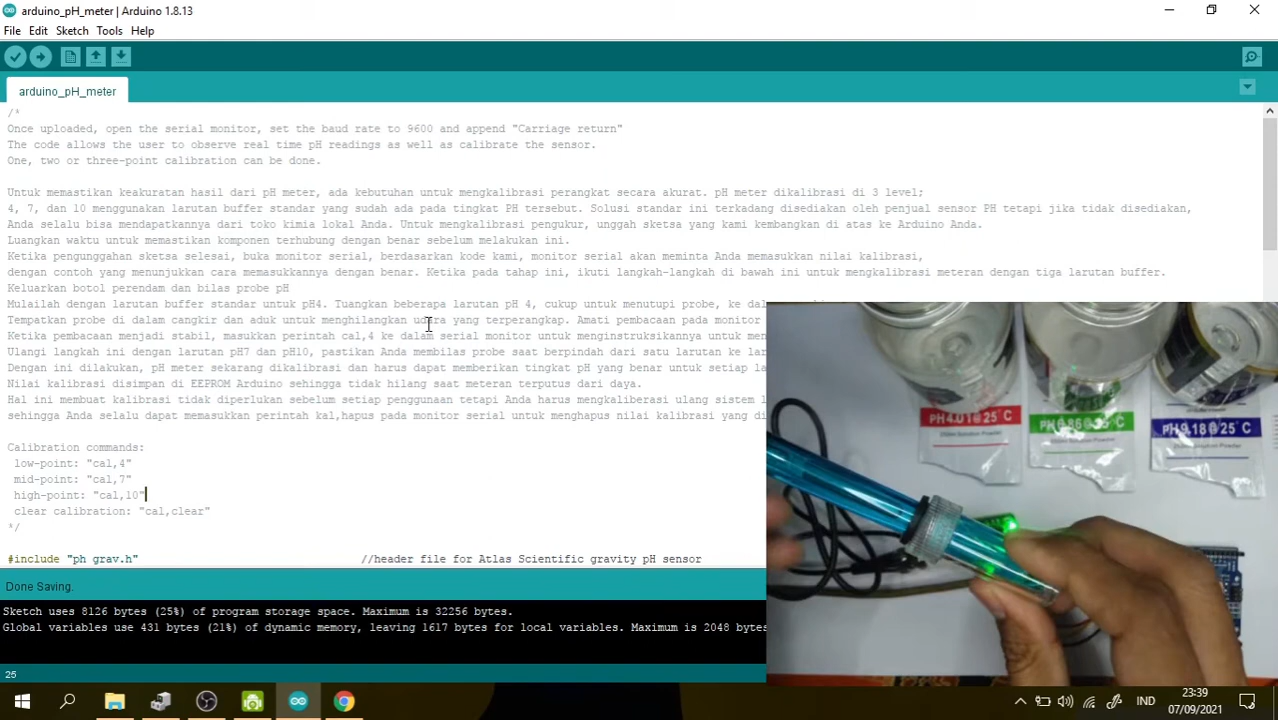 arduino_pH_meter | Arduino 1.8.13
File Edit Sketch Tools Help
arduino_pH_meter
/*
Once uploaded, open the serial monitor, set the baud rate to 9600 and append "Carriage return"
The code allows the user to observe real time pH readings as well as calibrate the sensor.
One, two or three-point calibration can be done.
Untuk memastikan keakuratan hasil dari pH meter, ada kebutuhan untuk mengkalibrasi perangkat secara akurat. pH meter dikalibrasi di 3 level;
4, 7, dan 10 menggunakan larutan buffer standar yang sudah ada pada tingkat PH tersebut. Solusi standar ini terkadang disediakan oleh penjual sensor PH tetapi jika tidak disediakan,
Anda selalu bisa mendapatkannya dari toko kimia lokal Anda. Untuk mengkalibrasi pengukur, unggah sketsa yang kami kembangkan di atas ke Arduino Anda.
Luangkan waktu untuk memastikan komponen terhubung dengan benar sebelum melakukan ini.
Ketika pengunggahan sketsa selesai, buka monitor serial, berdasarkan kode kami, monitor serial akan meminta Anda memasukkan nilai kalibrasi,
dengan contoh yang menunjukkan cara memasukkannya dengan benar. Ketika pada tahap ini, ikuti langkah-langkah di bawah ini untuk mengkalibrasi meteran dengan tiga larutan buffer.
Keluarkan botol perendam dan bilas probe pH
Mulailah dengan larutan buffer standar untuk pH4. Tuangkan beberapa larutan pH 4, cukup untuk menutupi probe, ke
Tempatkan probe di dalam cangkir dan aduk untuk menghilangkan udara yang terperangkap. Amati pembacaan pada monitor
Ketika pembacaan menjadi stabil, masukkan perintah cal,4 ke dalam serial monitor untuk menginstruksikannya untuk men
Ulangi langkah ini dengan larutan pH7 dan pH10, pastikan Anda membilas probe saat berpindah dari satu larutan ke lar
Dengan ini dilakukan, pH meter sekarang dikalibrasi dan harus dapat memberikan tingkat pH yang benar untuk setiap la
Nilai kalibrasi disimpan di EEPROM Arduino sehingga tidak hilang saat meteran terputus dari daya.
Hal ini membuat kalibrasi tidak diperlukan sebelum setiap penggunaan tetapi Anda harus mengkaliberasi ulang sistem l
sehingga Anda selalu dapat memasukkan perintah kal,hapus pada monitor serial untuk menghapus nilai kalibrasi yang di
Calibration commands:
low-point: "cal,4"
mid-point: "cal,7"
high-point: "cal,10"
clear calibration: "cal,clear"
*/
#include "ph_grav.h" //header file for Atlas Scientific gravity pH sensor
PH4.01@25°C
PH6.86@25°C
PH9.18@25°C
Done Saving.
Sketch uses 8126 bytes (25%) of program storage space. Maximum is 32256 bytes.
Global variables use 431 bytes (21%) of dynamic memory, leaving 1617 bytes for local variables. Maximum is 2048 bytes
25
IND
23:39
07/09/2021